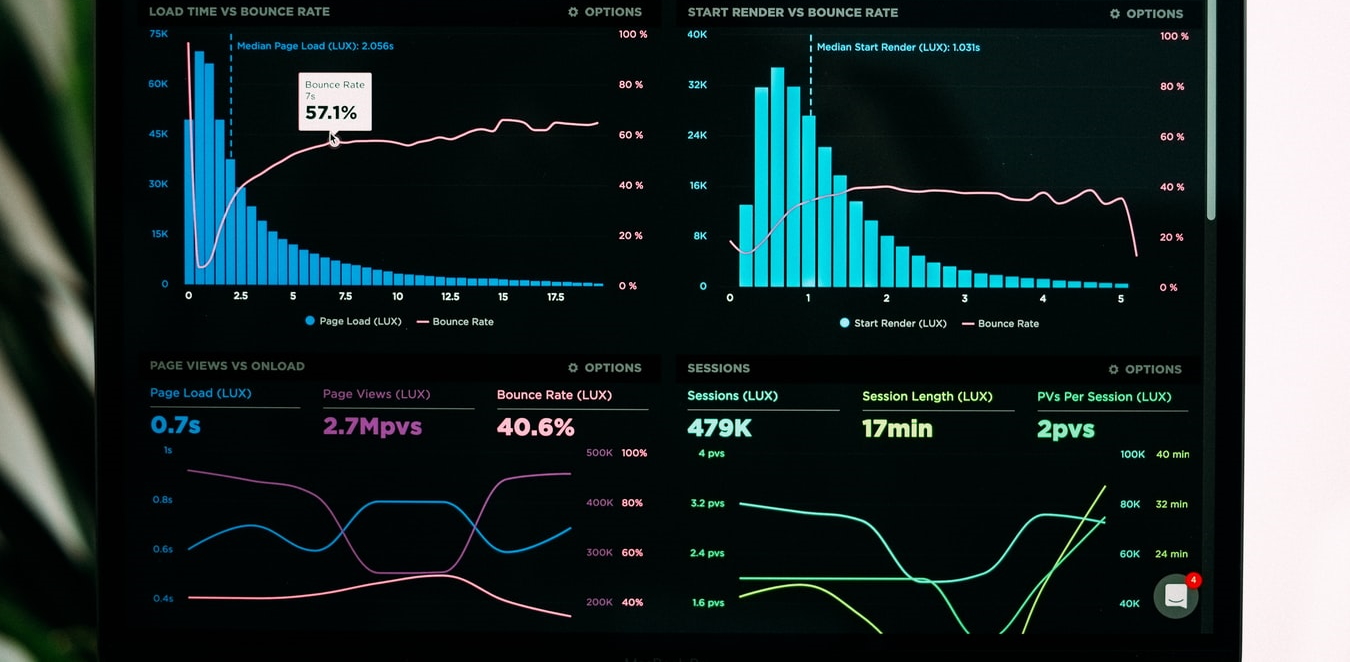 LOAD TIME VS BOUNCE RATE
OPTIONS
75K
60K
45K
30K
15K
0
Median Page Load (LUX): 2.056s
Bounce Rate
7s
57.1%
100 %
80 %
60 %
40 %
20 %
0 %
0 2.5 5 7.5 10 12.5 15 17.5
Page Load (LUX) Bounce Rate
START RENDER VS BOUNCE RATE
OPTIONS
40K
32K
24K
16K
8K
0
Median Start Render (LUX): 1.031s
100 %
80 %
60 %
40 %
20 %
0 %
0 1 2 3 4 5
Start Render (LUX) Bounce Rate
PAGE VIEWS VS ONLOAD
OPTIONS
Page Load (LUX) Page Views (LUX) Bounce Rate (LUX)
0.7s 2.7Mpvs 40.6%
1s
0.8s
0.6s
0.4s
500K 100%
400K 80%
300K 60%
200K 40%
SESSIONS
OPTIONS
Sessions (LUX) Session Length (LUX) PVs Per Session (LUX)
479K 17min 2pvs
4 pvs
3.2 pvs
2.4 pvs
1.6 pvs
100K 40 min
80K 32 min
60K 24 min
40K
4